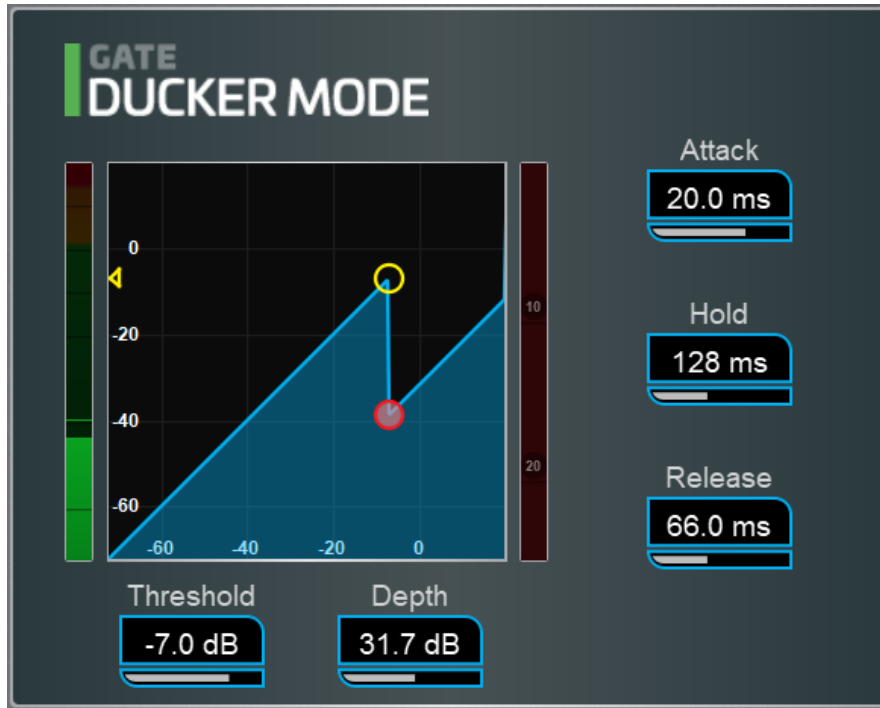 GATE
DUCKER MODE
Attack
20.0 ms
0
-20
-40
-60
-60 -40 -20 0
10
20
Hold
128 ms
Release
66.0 ms
Threshold Depth
-7.0 dB 31.7 dB